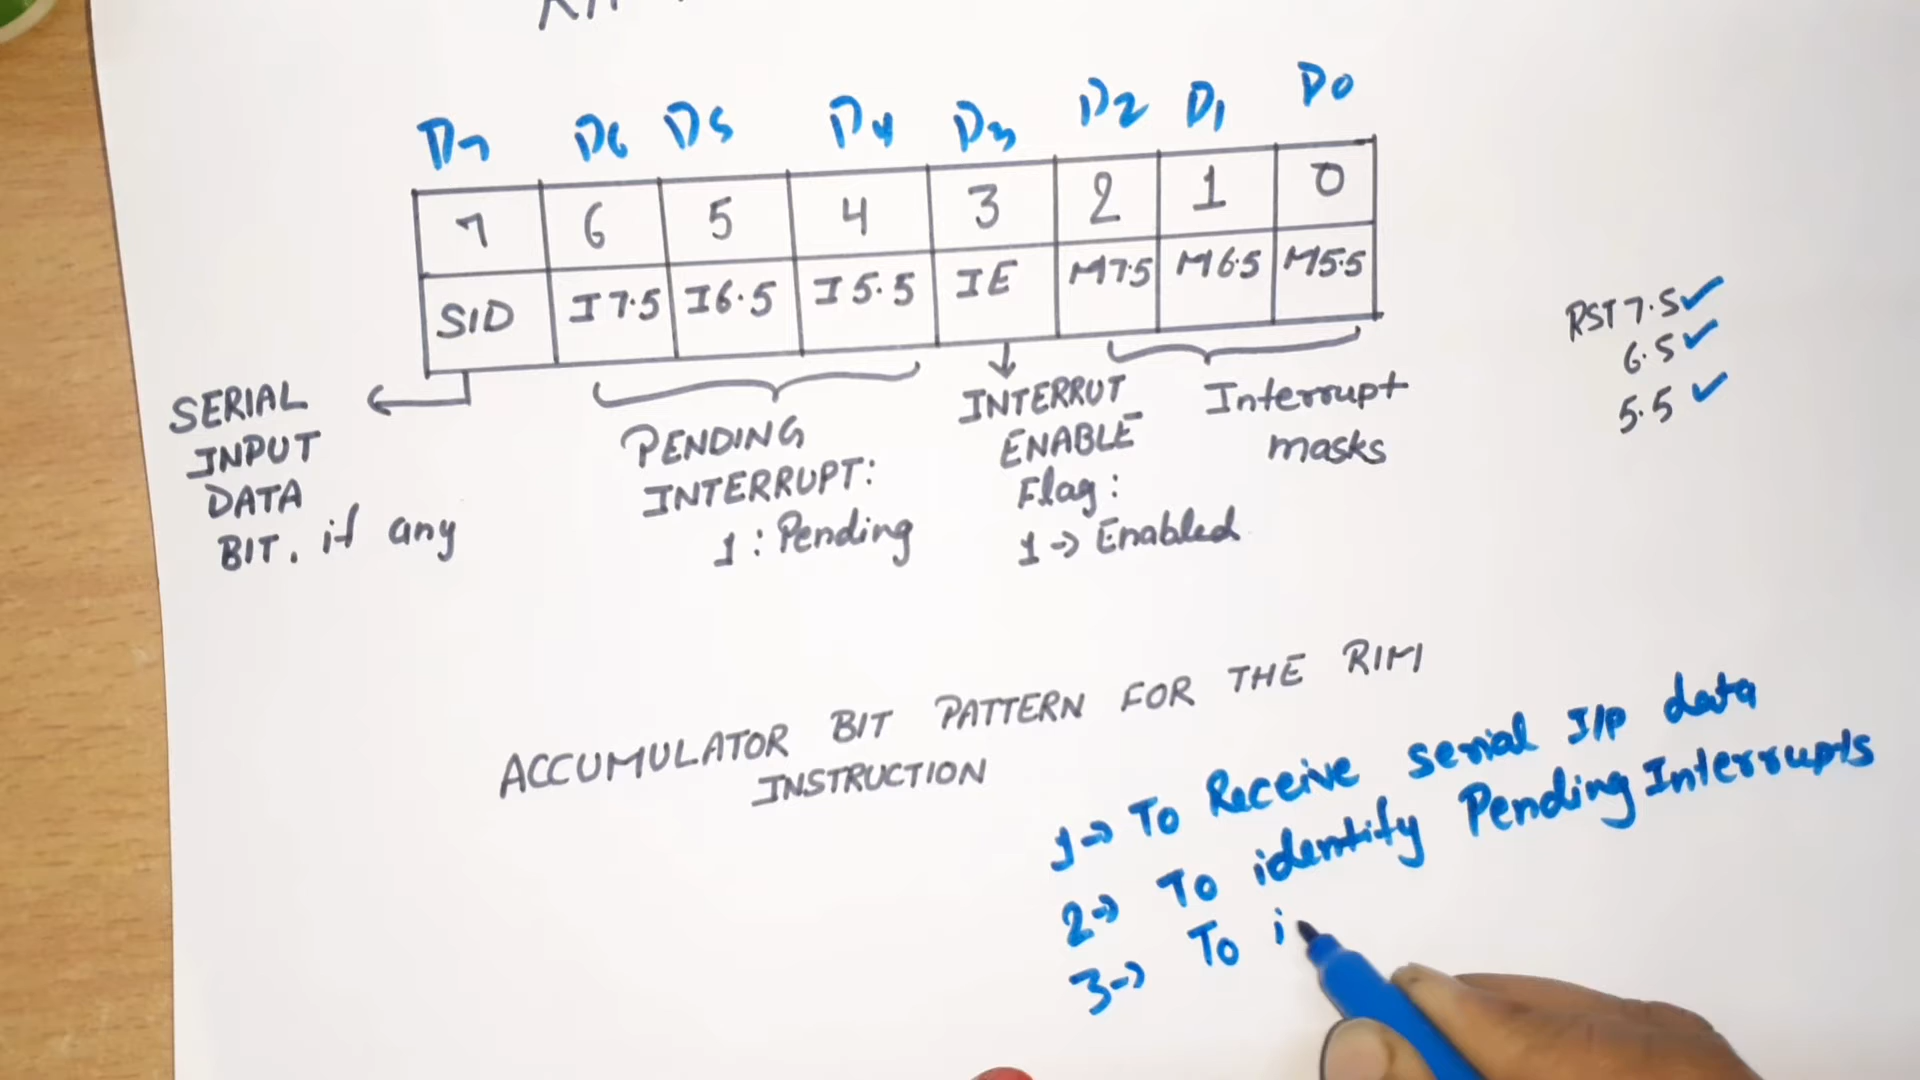 D7 D6 D5 D4 D3 D2 D1 D0
7 6 5 4 3 2 1 0
SID I7.5 I6.5 I5.5 IE M7.5 M6.5 M5.5
RST 7.5
6.5
5.5
SERIAL
INPUT
DATA
BIT. if any
PENDING
INTERRUPT:
1 : Pending
INTERRUT
ENABLE
Flag :
1 → Enabled
Interrupt
masks
ACCUMULATOR BIT PATTERN FOR THE RIM
INSTRUCTION
1→ To Receive serial I/P data
2→ To identify Pending Interrupts
3→ To i